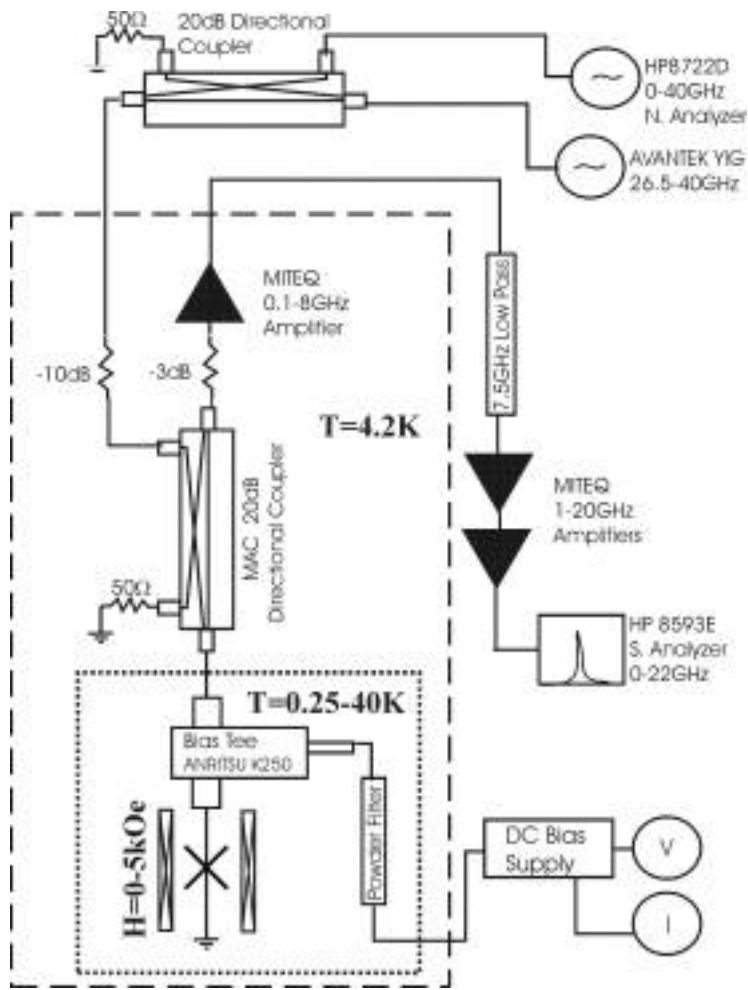 50Ω
20dB Directional
Coupler
HP8722D
0-40GHz
N. Analyzer
AVANTEK YIG
26.5-40GHz
MITEQ
0.1-8GHz
Amplifier
7.5GHz Low Pass
-10dB
-3dB
T=4.2K
MAC 20dB
Directional Coupler
MITEQ
1-20GHz
Amplifiers
50Ω
HP 8593E
S. Analyzer
0-22GHz
T=0.25-40K
Bias Tee
ANRITSU K250
H=0-5kOe
Powder Filter
DC Bias
Supply
V
I